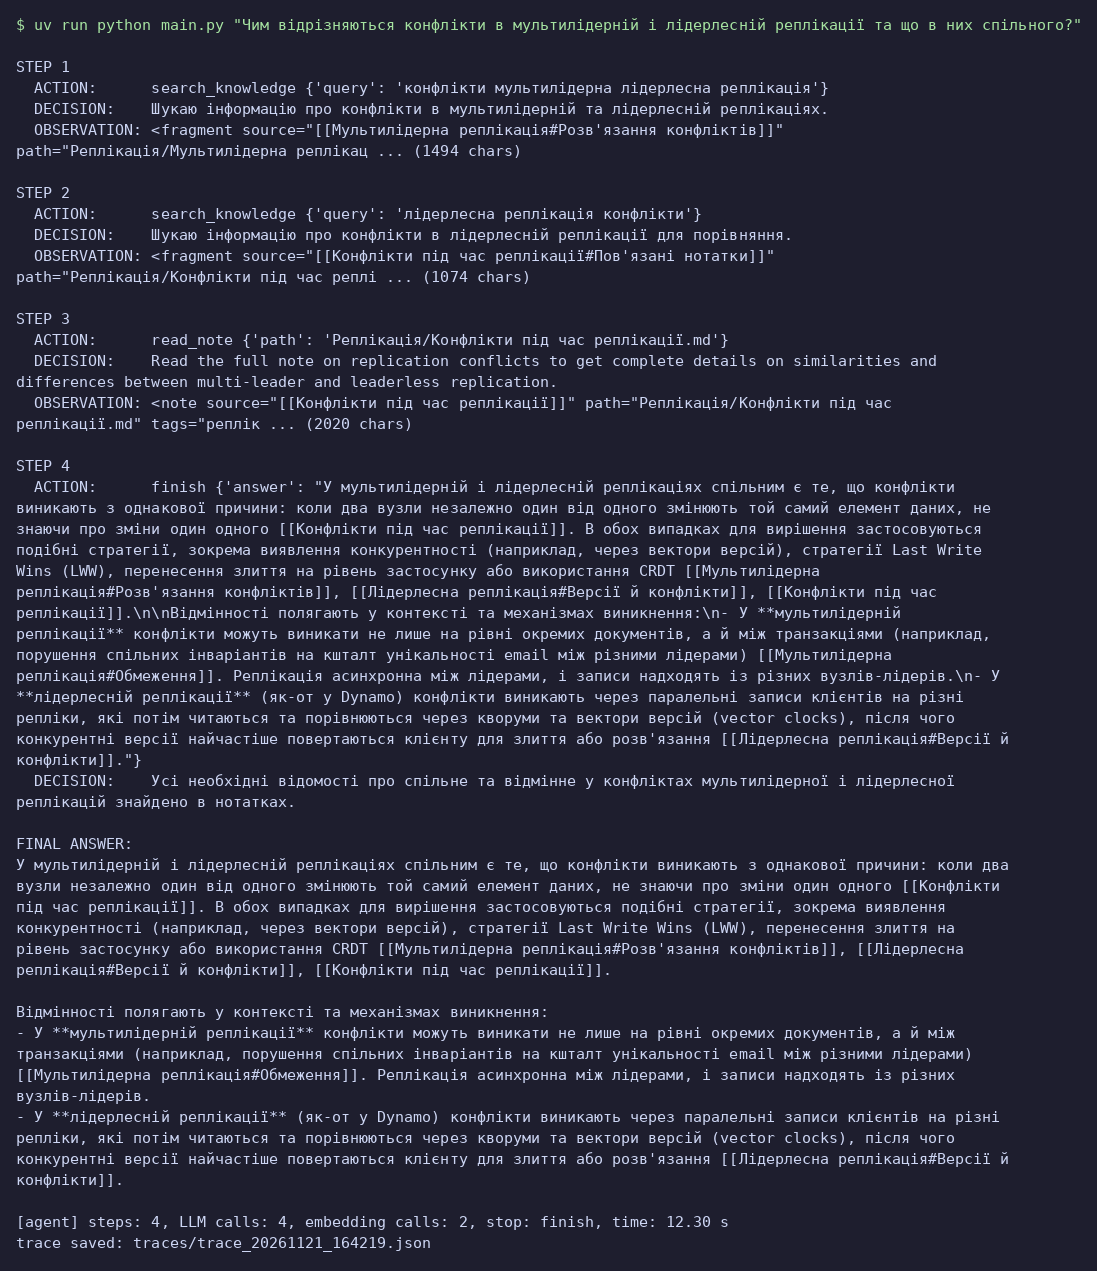 $ uv run python main.py "Чим відрізняються конфлікти в мультилідерній і лідерлесній реплікації та що в них спільного?"

STEP 1
  ACTION:      search_knowledge {'query': 'конфлікти мультилідерна лідерлесна реплікація'}
  DECISION:    Шукаю інформацію про конфлікти в мультилідерній та лідерлесній реплікаціях.
  OBSERVATION: <fragment source="[[Мультилідерна реплікація#Розв'язання конфліктів]]"
path="Реплікація/Мультилідерна реплікац ... (1494 chars)

STEP 2
  ACTION:      search_knowledge {'query': 'лідерлесна реплікація конфлікти'}
  DECISION:    Шукаю інформацію про конфлікти в лідерлесній реплікації для порівняння.
  OBSERVATION: <fragment source="[[Конфлікти під час реплікації#Пов'язані нотатки]]"
path="Реплікація/Конфлікти під час реплі ... (1074 chars)

STEP 3
  ACTION:      read_note {'path': 'Реплікація/Конфлікти під час реплікації.md'}
  DECISION:    Read the full note on replication conflicts to get complete details on similarities and
differences between multi-leader and leaderless replication.
  OBSERVATION: <note source="[[Конфлікти під час реплікації]]" path="Реплікація/Конфлікти під час
реплікації.md" tags="реплік ... (2020 chars)

STEP 4
  ACTION:      finish {'answer': "У мультилідерній і лідерлесній реплікаціях спільним є те, що конфлікти
виникають з однакової причини: коли два вузли незалежно один від одного змінюють той самий елемент даних, не
знаючи про зміни один одного [[Конфлікти під час реплікації]]. В обох випадках для вирішення застосовуються
подібні стратегії, зокрема виявлення конкурентності (наприклад, через вектори версій), стратегії Last Write
Wins (LWW), перенесення злиття на рівень застосунку або використання CRDT [[Мультилідерна
реплікація#Розв'язання конфліктів]], [[Лідерлесна реплікація#Версії й конфлікти]], [[Конфлікти під час
реплікації]].\n\nВідмінності полягають у контексті та механізмах виникнення:\n- У **мультилідерній
реплікації** конфлікти можуть виникати не лише на рівні окремих документів, а й між транзакціями (наприклад,
порушення спільних інваріантів на кшталт унікальності email між різними лідерами) [[Мультилідерна
реплікація#Обмеження]]. Реплікація асинхронна між лідерами, і записи надходять із різних вузлів-лідерів.\n- У
**лідерлесній реплікації** (як-от у Dynamo) конфлікти виникають через паралельні записи клієнтів на різні
репліки, які потім читаються та порівнюються через кворуми та вектори версій (vector clocks), після чого
конкурентні версії найчастіше повертаються клієнту для злиття або розв'язання [[Лідерлесна реплікація#Версії й
конфлікти]]."}
  DECISION:    Усі необхідні відомості про спільне та відмінне у конфліктах мультилідерної і лідерлесної
реплікацій знайдено в нотатках.

FINAL ANSWER:
У мультилідерній і лідерлесній реплікаціях спільним є те, що конфлікти виникають з однакової причини: коли два
вузли незалежно один від одного змінюють той самий елемент даних, не знаючи про зміни один одного [[Конфлікти
під час реплікації]]. В обох випадках для вирішення застосовуються подібні стратегії, зокрема виявлення
конкурентності (наприклад, через вектори версій), стратегії Last Write Wins (LWW), перенесення злиття на
рівень застосунку або використання CRDT [[Мультилідерна реплікація#Розв'язання конфліктів]], [[Лідерлесна
реплікація#Версії й конфлікти]], [[Конфлікти під час реплікації]].

Відмінності полягають у контексті та механізмах виникнення:
- У **мультилідерній реплікації** конфлікти можуть виникати не лише на рівні окремих документів, а й між
транзакціями (наприклад, порушення спільних інваріантів на кшталт унікальності email між різними лідерами)
[[Мультилідерна реплікація#Обмеження]]. Реплікація асинхронна між лідерами, і записи надходять із різних
вузлів-лідерів.
- У **лідерлесній реплікації** (як-от у Dynamo) конфлікти виникають через паралельні записи клієнтів на різні
репліки, які потім читаються та порівнюються через кворуми та вектори версій (vector clocks), після чого
конкурентні версії найчастіше повертаються клієнту для злиття або розв'язання [[Лідерлесна реплікація#Версії й
конфлікти]].

[agent] steps: 4, LLM calls: 4, embedding calls: 2, stop: finish, time: 12.30 s
trace saved: traces/trace_20261121_164219.json